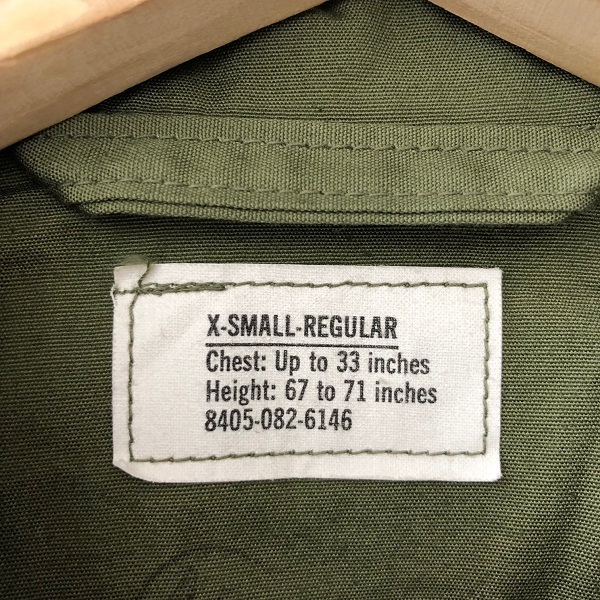 X-SMALL-REGULAR
Chest: Up to 33 inches
Height: 67 to 71 inches
8405-082-6146